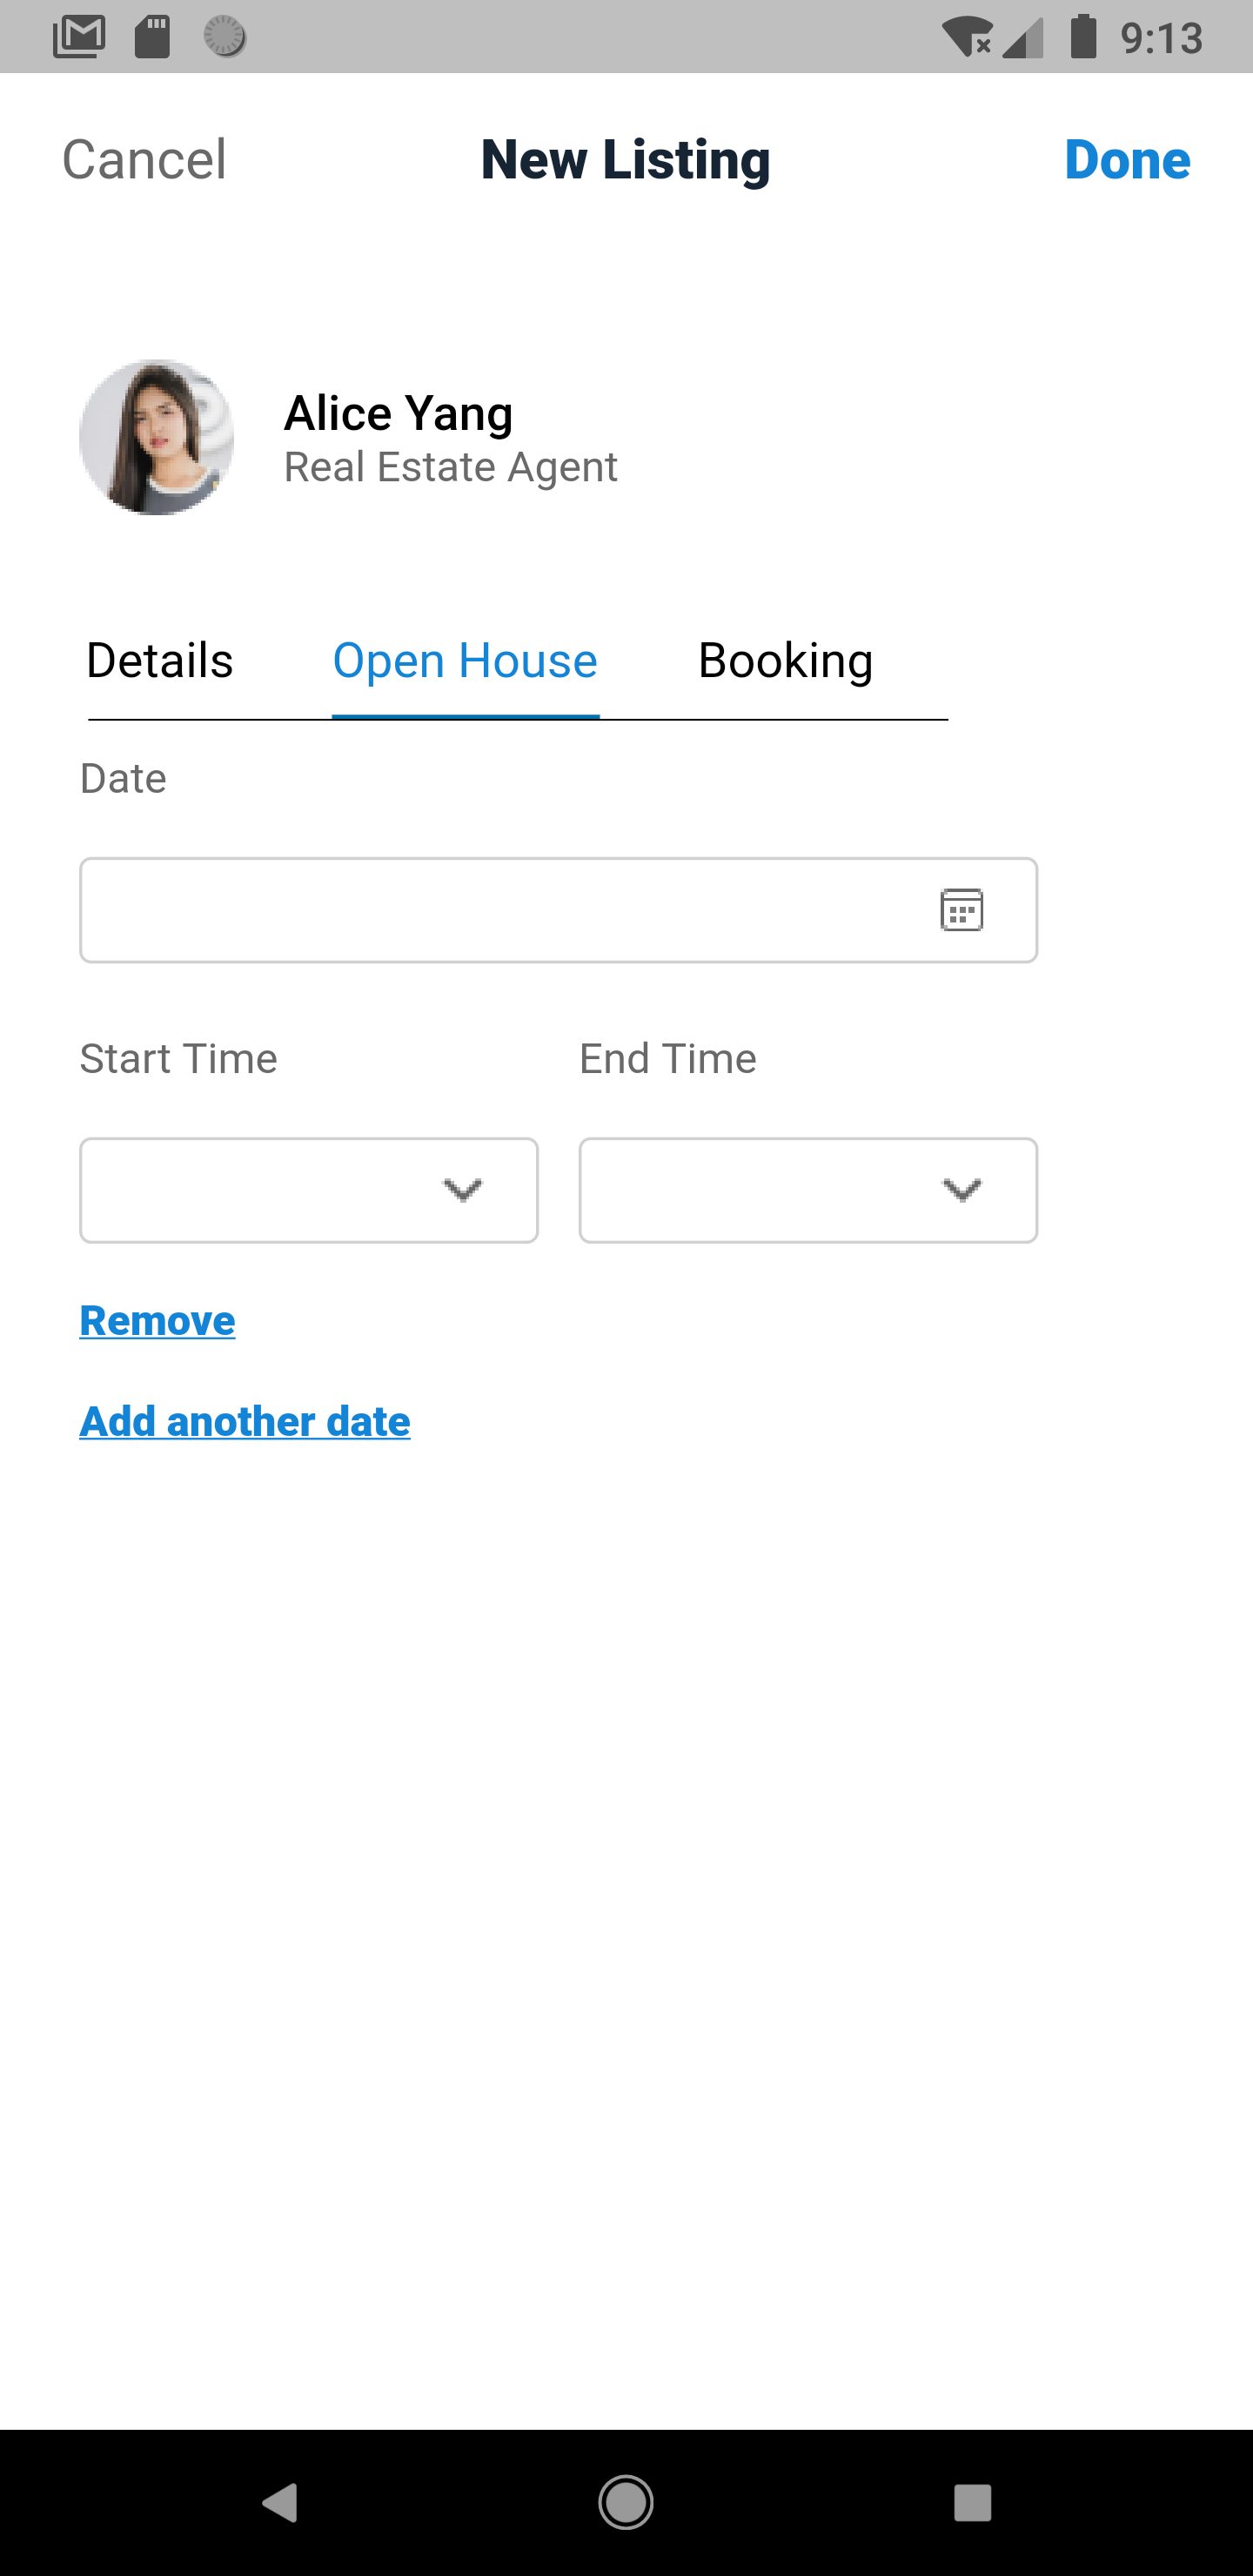 9:13
Cancel New Listing Done
Alice Yang
Real Estate Agent
Details Open House Booking
Date
Start Time End Time
Remove
Add another date